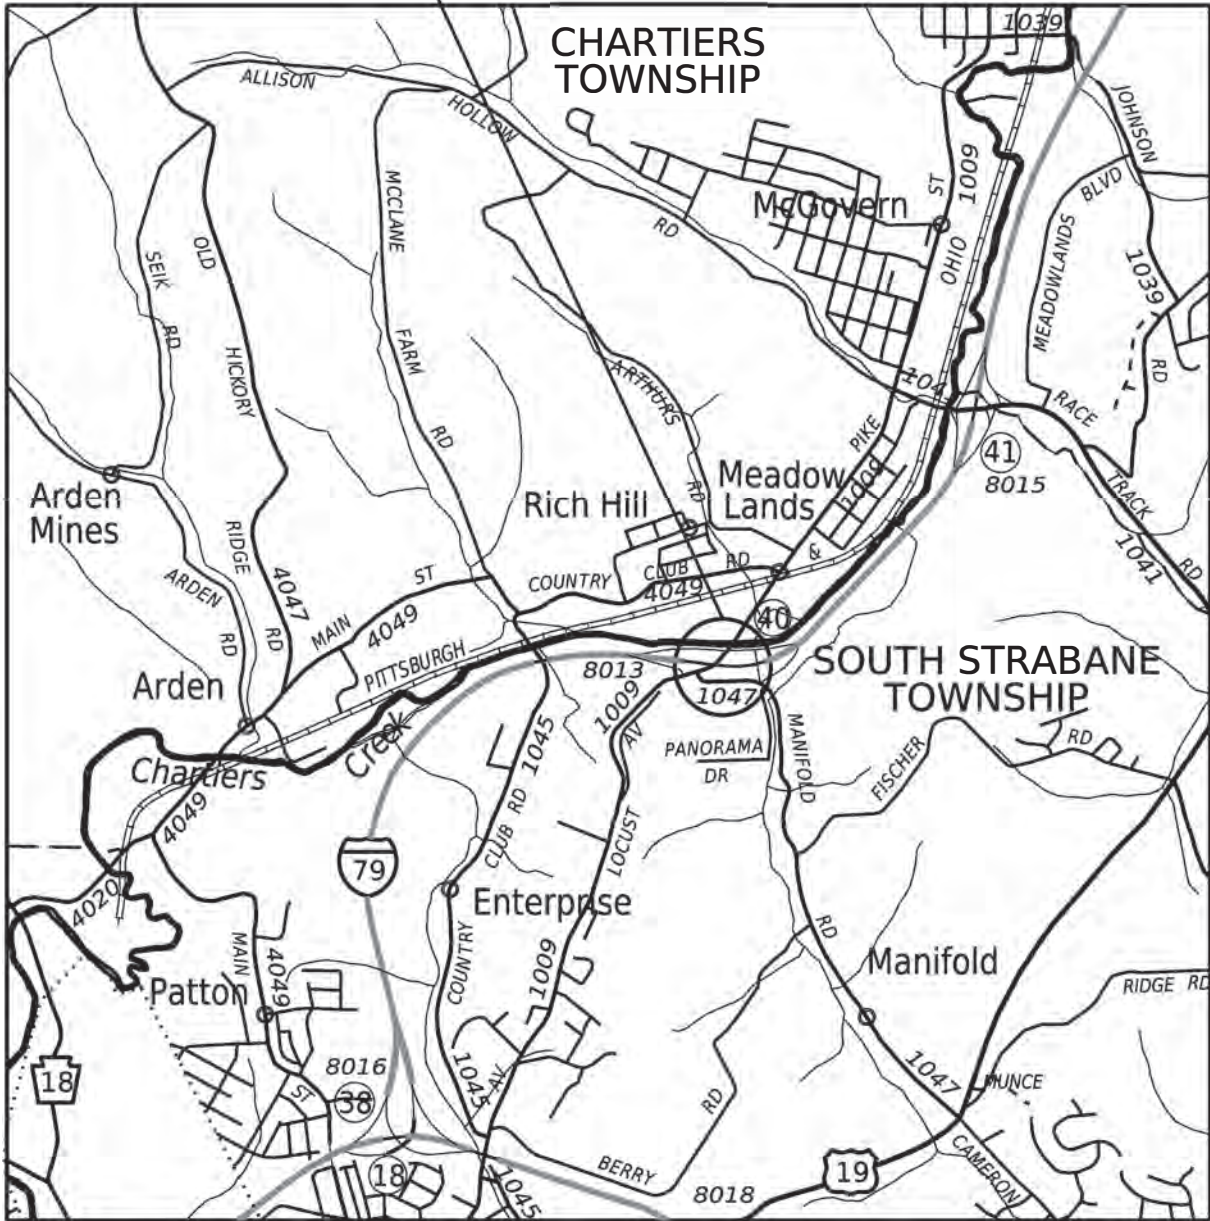 CHARTIERS
TOWNSHIP
1039
ALLISON
HOLLOW
RD
JOHNSON
BLVD
ST
1009
McGovern
MCCLANE
FARM
RD
SEIK
RD
OLD
HICKORY
RIDGE
RD
4047
OHIO
MEADOWLANDS
1039
RD
ARTHURS
RD
104
RACE
TRACK
RD
1041
PIKE
1009
41
8015
Arden
Mines
Rich Hill
Meadow
Lands
&
ARDEN
RD
MAIN
ST
4049
COUNTRY
CLUB
RD
4049
PITTSBURGH
40
Arden
8013
1047
SOUTH STRABANE
TOWNSHIP
1009
AV
PANORAMA
DR
MANIFOLD
RD
FISCHER
RD
Chartiers
Creek
1045
RD
CLUB
COUNTRY
4049
79
LOCUST
Enterprise
4020
MAIN
4049
1009
Manifold
Patton
RIDGE RD
18
8016
38
ST
1045
AV
RD
1047
MUNCE
18
BERRY
8018
19
CAMERON
1045